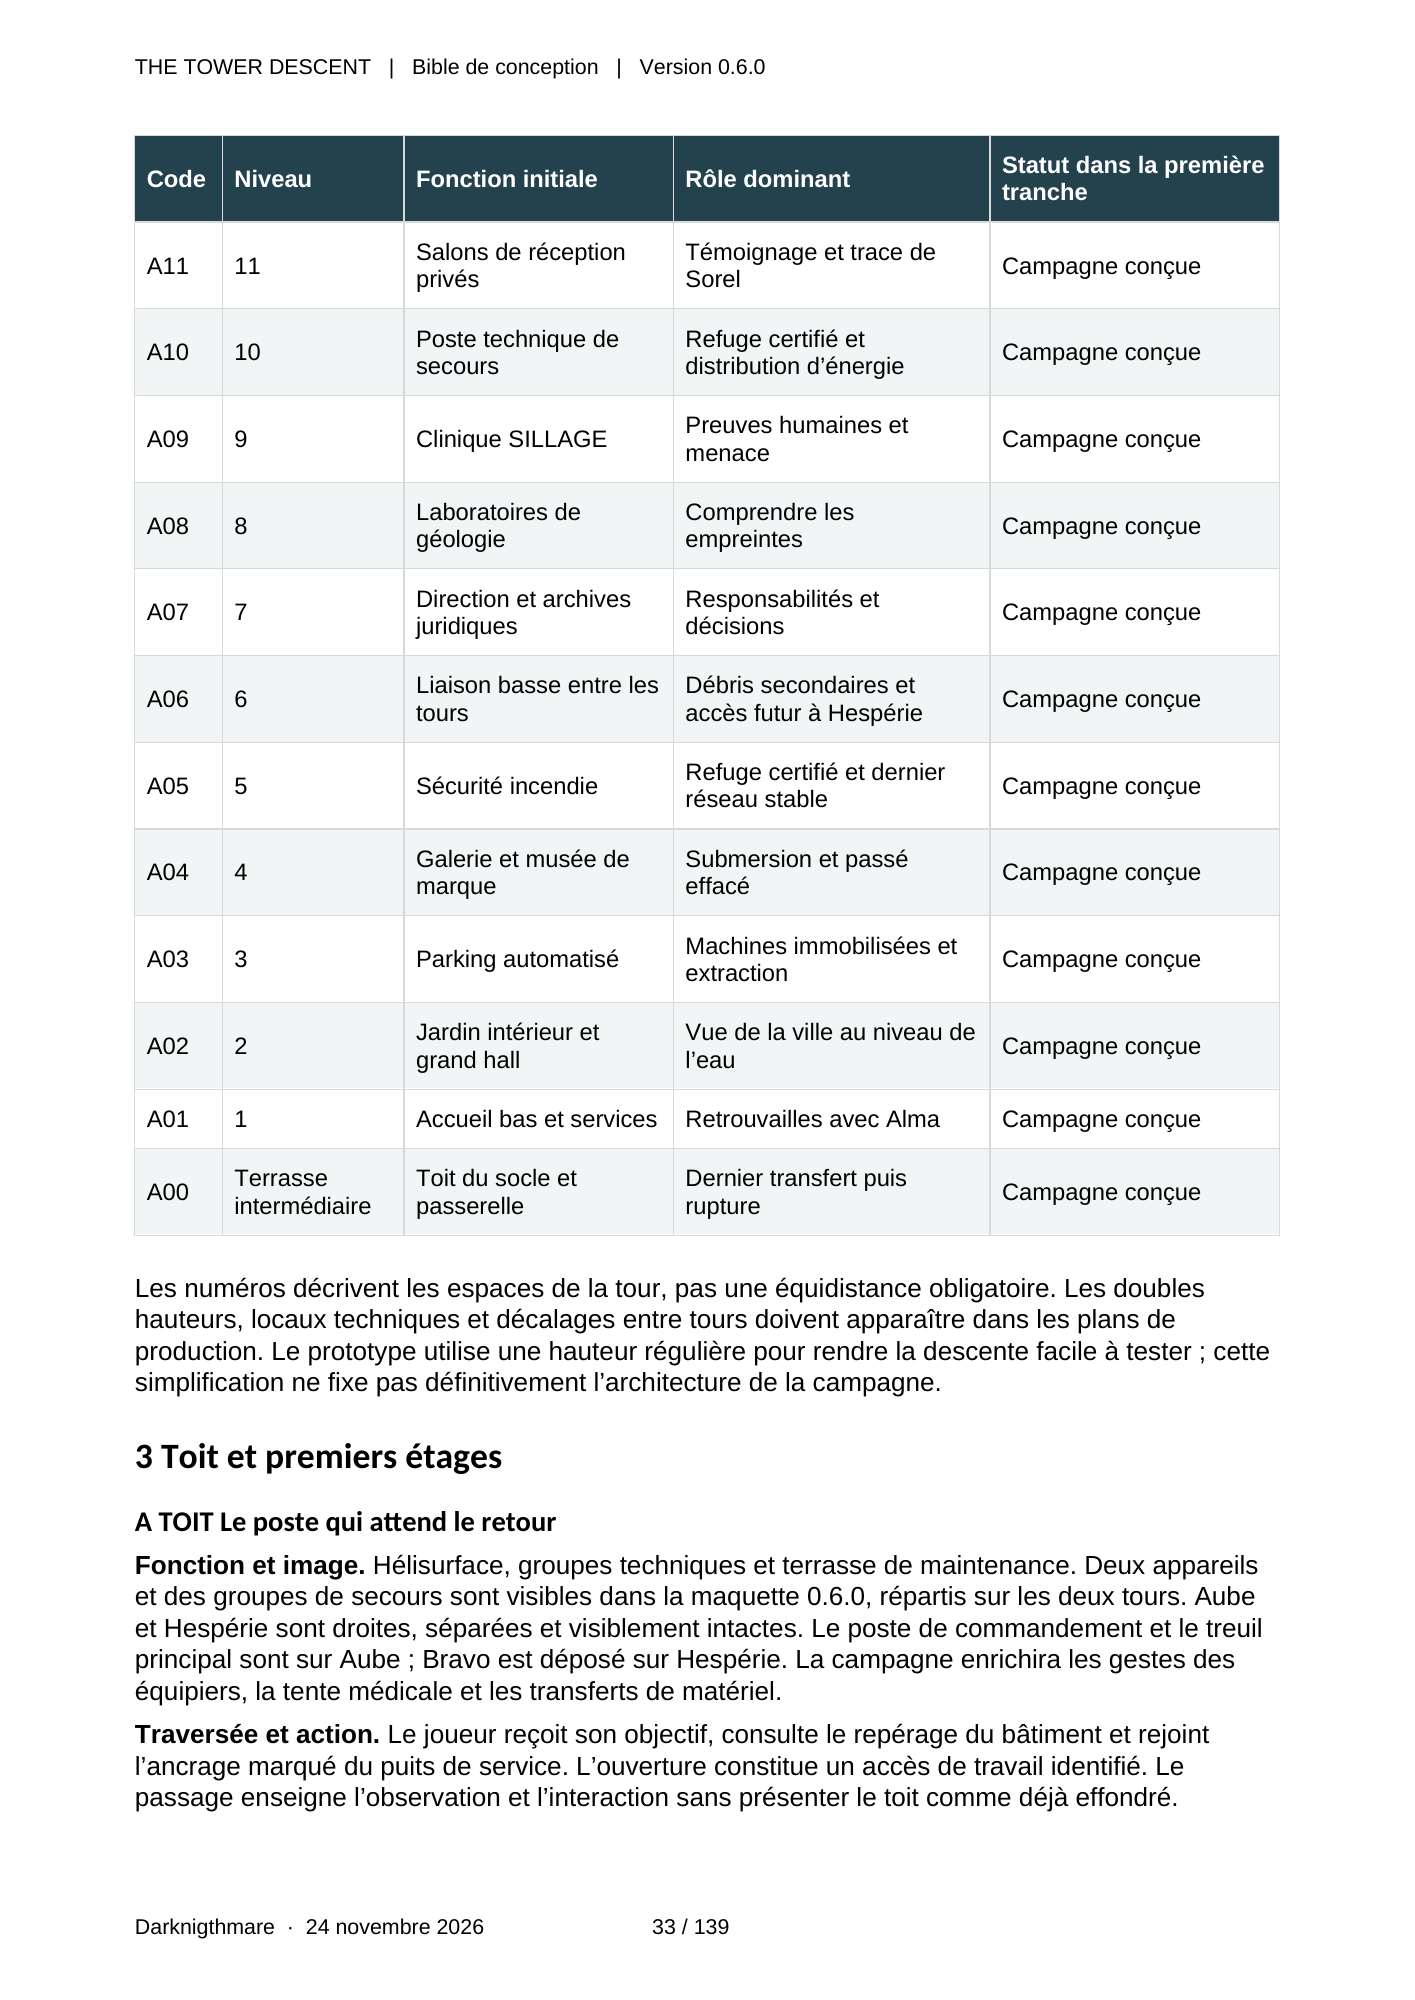 THE TOWER DESCENT | Bible de conception | Version 0.6.0
Code Niveau Fonction initiale Rôle dominant Statut dans la première
tranche
A11 11 Salons de réception privés Témoignage et trace de Sorel Campagne conçue
A10 10 Poste technique de secours Refuge certifié et distribution d’énergie Campagne conçue
A09 9 Clinique SILLAGE Preuves humaines et menace Campagne conçue
A08 8 Laboratoires de géologie Comprendre les empreintes Campagne conçue
A07 7 Direction et archives juridiques Responsabilités et décisions Campagne conçue
A06 6 Liaison basse entre les tours Débris secondaires et accès futur à Hespérie Campagne conçue
A05 5 Sécurité incendie Refuge certifié et dernier réseau stable Campagne conçue
A04 4 Galerie et musée de marque Submersion et passé effacé Campagne conçue
A03 3 Parking automatisé Machines immobilisées et extraction Campagne conçue
A02 2 Jardin intérieur et grand hall Vue de la ville au niveau de l’eau Campagne conçue
A01 1 Accueil bas et services Retrouvailles avec Alma Campagne conçue
A00 Terrasse intermédiaire Toit du socle et passerelle Dernier transfert puis rupture Campagne conçue
Les numéros décrivent les espaces de la tour, pas une équidistance obligatoire. Les doubles
hauteurs, locaux techniques et décalages entre tours doivent apparaître dans les plans de
production. Le prototype utilise une hauteur régulière pour rendre la descente facile à tester ; cette
simplification ne fixe pas définitivement l’architecture de la campagne.
3 Toit et premiers étages
A TOIT Le poste qui attend le retour
Fonction et image. Hélisurface, groupes techniques et terrasse de maintenance. Deux appareils
et des groupes de secours sont visibles dans la maquette 0.6.0, répartis sur les deux tours. Aube
et Hespérie sont droites, séparées et visiblement intactes. Le poste de commandement et le treuil
principal sont sur Aube ; Bravo est déposé sur Hespérie. La campagne enrichira les gestes des
équipiers, la tente médicale et les transferts de matériel.
Traversée et action. Le joueur reçoit son objectif, consulte le repérage du bâtiment et rejoint
l’ancrage marqué du puits de service. L’ouverture constitue un accès de travail identifié. Le
passage enseigne l’observation et l’interaction sans présenter le toit comme déjà effondré.
Darknigthmare · 24 novembre 2026 33 / 139